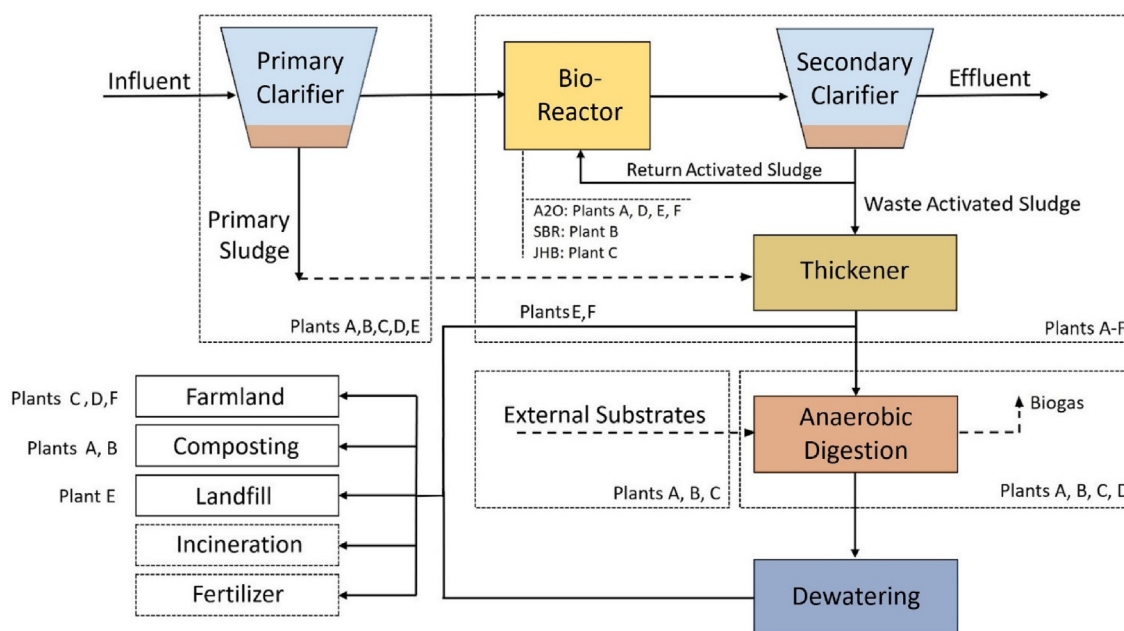 Influent
Primary
Clarifier
Bio-
Reactor
Secondary
Clarifier
Effluent
Return Activated Sludge
Primary
Sludge
A2O: Plants A, D, E, F
SBR: Plant B
JHB: Plant C
Waste Activated Sludge
Thickener
Plants A,B,C,D,E
PlantsE,F
Plants A-F
Plants C ,D,F
Farmland
External Substrates
Anaerobic
Digestion
Biogas
Plants A, B
Composting
Plant E
Landfill
Plants A, B, C
Plants A, B, C, D
Incineration
Fertilizer
Dewatering